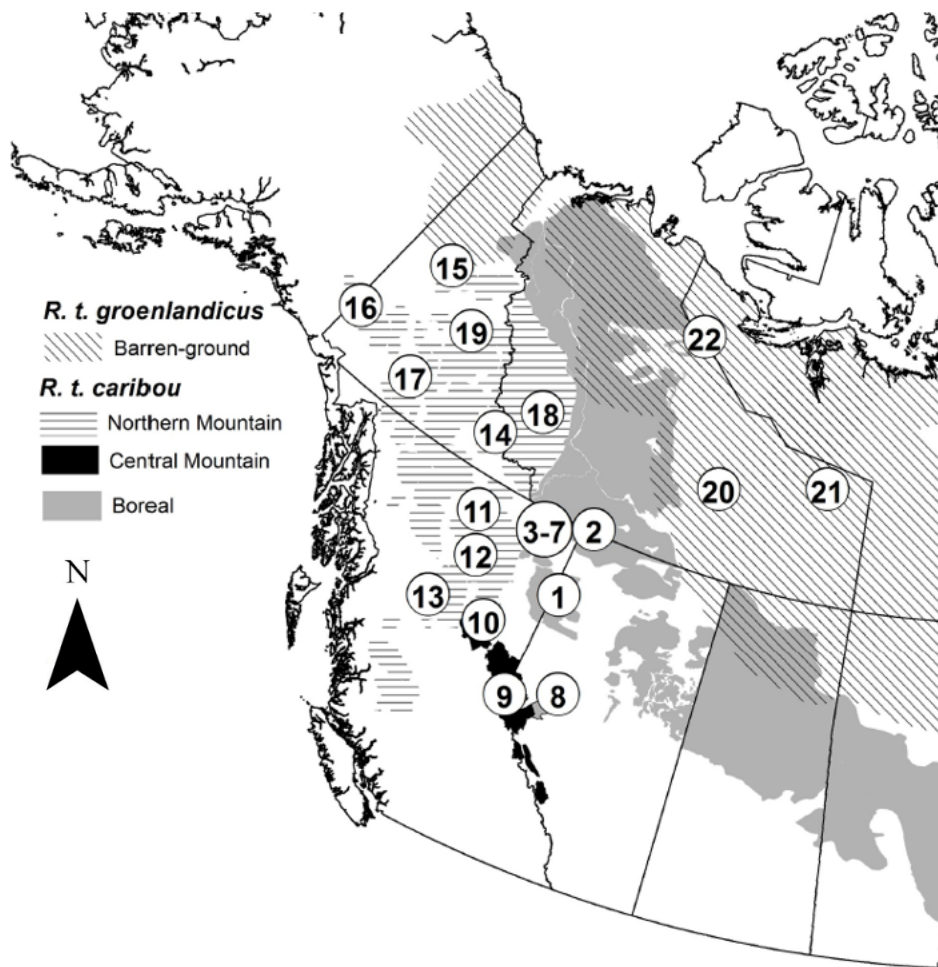 15
16
R. t. groenlandicus
Barren-ground
R. t. caribou
Northern Mountain
Central Mountain
Boreal
19
22
17
18
14
20
21
11
3-7
2
12
13
1
10
9
8
N